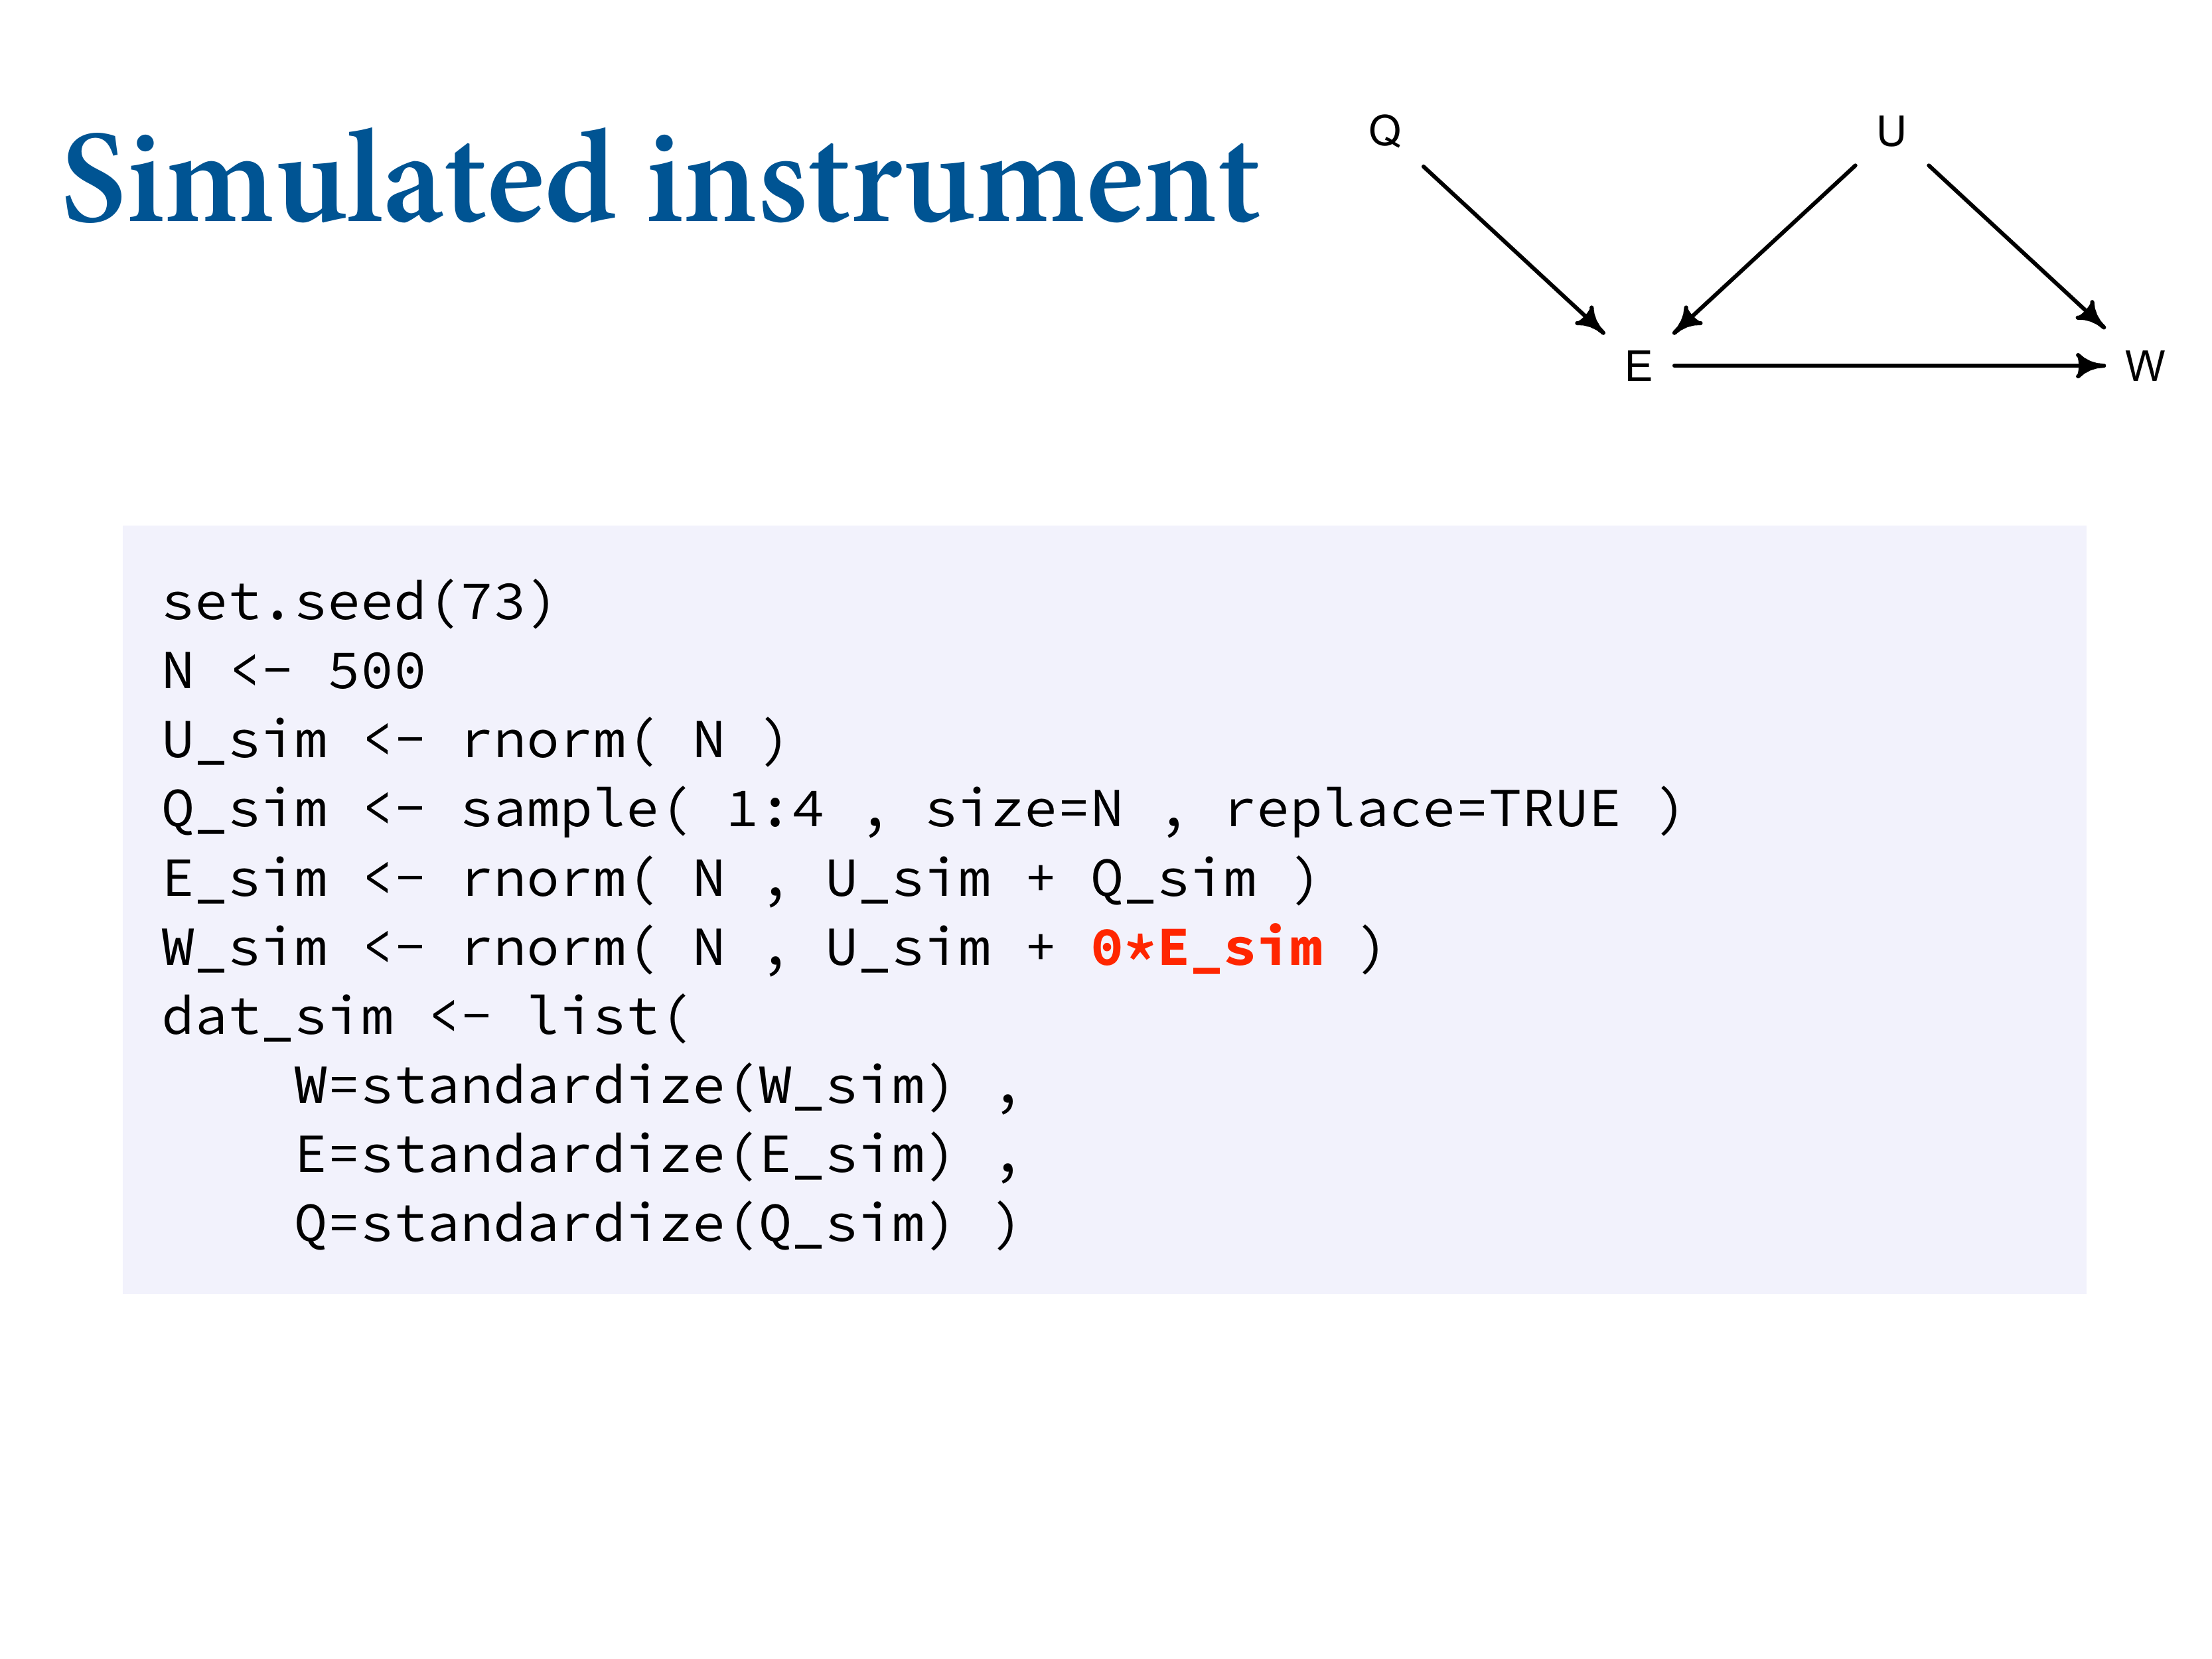 Simulated instrument
Q
U
E
W
set.seed(73)
N <- 500
U_sim <- rnorm( N )
Q_sim <- sample( 1:4 , size=N , replace=TRUE )
E_sim <- rnorm( N , U_sim + Q_sim )
W_sim <- rnorm( N , U_sim + 0*E_sim )
dat_sim <- list(
    W=standardize(W_sim) ,
    E=standardize(E_sim) ,
    Q=standardize(Q_sim) )